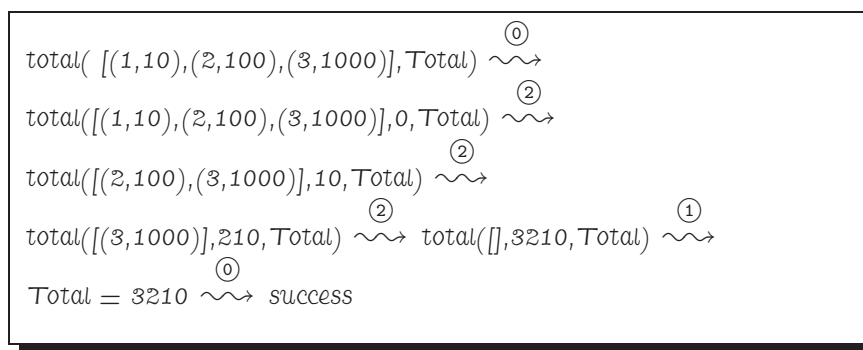 total( [(1,10),(2,100),(3,1000)],Total) ⓪
total([(1,10),(2,100),(3,1000)],0,Total) ②
total([(2,100),(3,1000)],10,Total) ②
total([(3,1000)],210,Total) ② total([],3210,Total) ①
Total = 3210 ⓪ success